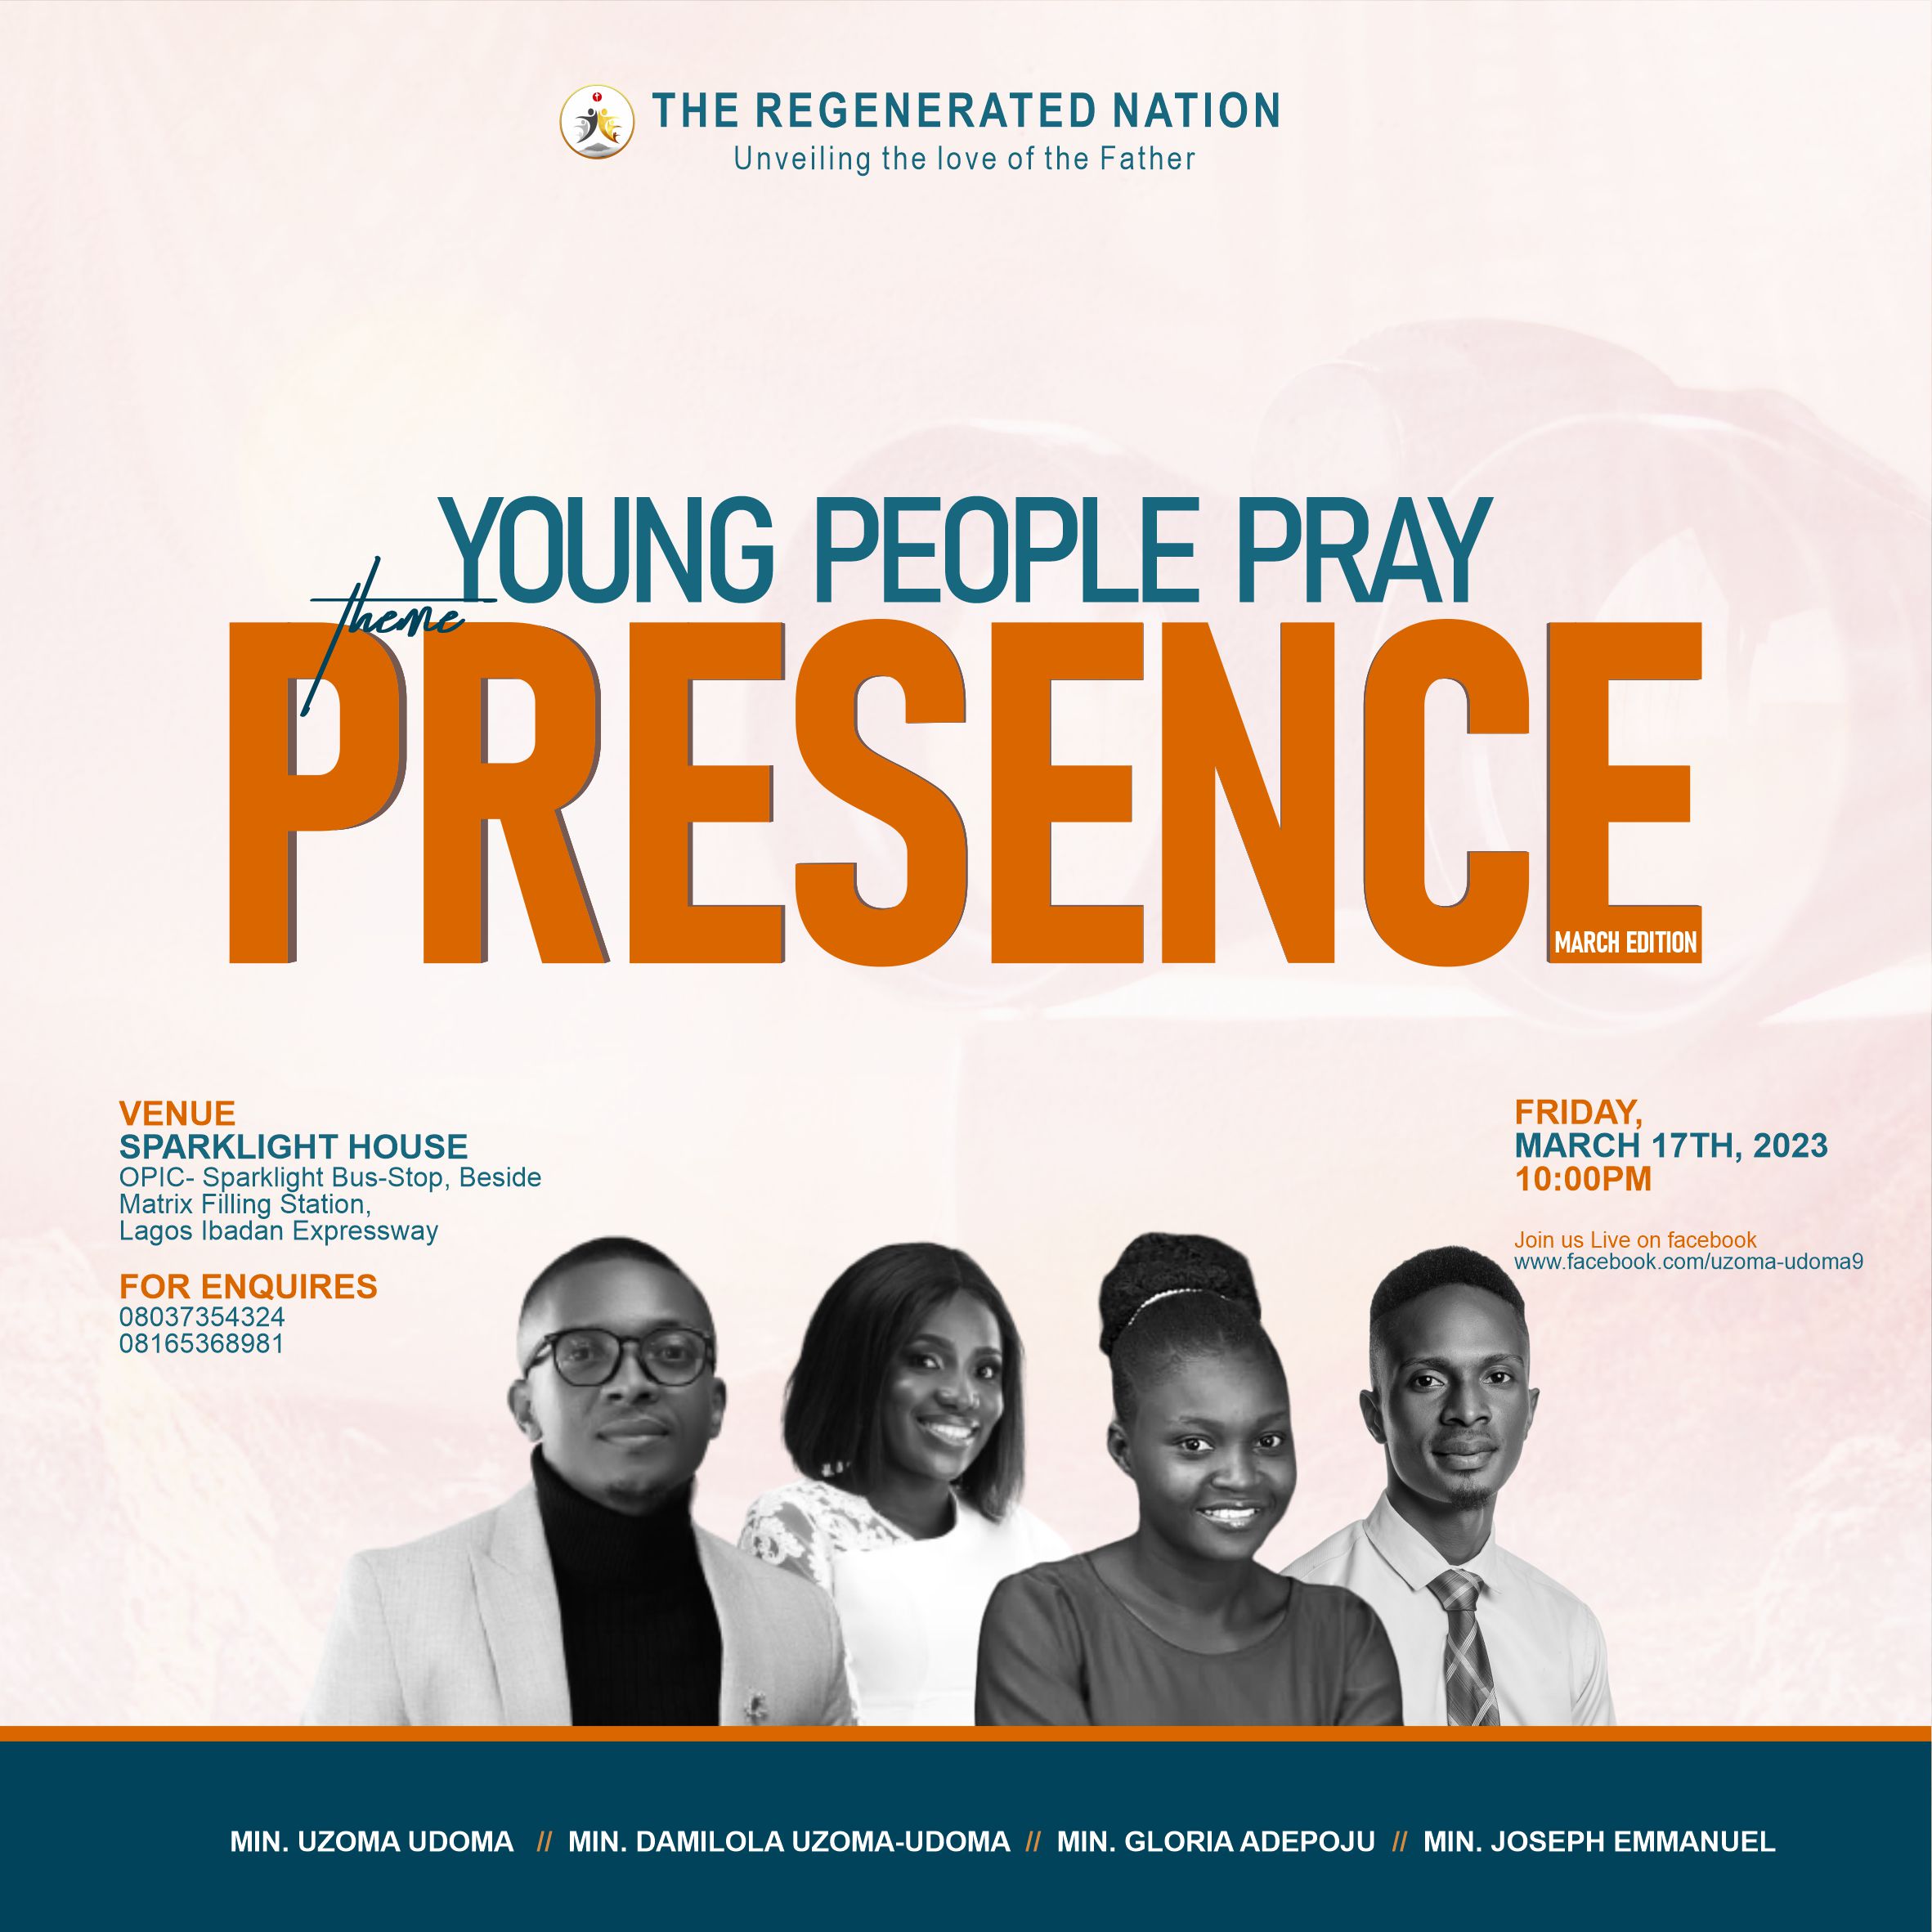 THE REGENERATED NATION
Unveiling the love of the Father
YOUNG PEOPLE PRAY
theme
PRESENCE
MARCH EDITION
VENUE
SPARKLIGHT HOUSE
OPIC- Sparklight Bus-Stop, Beside
Matrix Filling Station,
Lagos Ibadan Expressway
FOR ENQUIRES
08037354324
08165368981
FRIDAY,
MARCH 17TH, 2023
10:00PM
Join us Live on facebook
www.facebook.com/uzoma-udoma9
MIN. UZOMA UDOMA // MIN. DAMILOLA UZOMA-UDOMA // MIN. GLORIA ADEPOJU // MIN. JOSEPH EMMANUEL